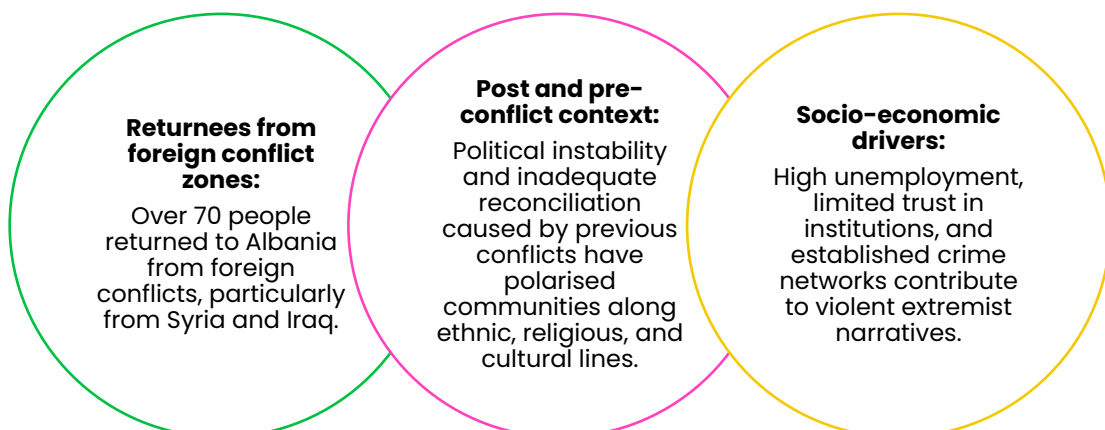 Returnees from
foreign conflict
zones:
Over 70 people
returned to Albania
from foreign
conflicts, particularly
from Syria and Iraq.
Post and pre-
conflict context:
Political instability
and inadequate
reconciliation
caused by previous
conflicts have
polarised
communities along
ethnic, religious, and
cultural lines.
Socio-economic
drivers:
High unemployment,
limited trust in
institutions, and
established crime
networks contribute
to violent extremist
narratives.